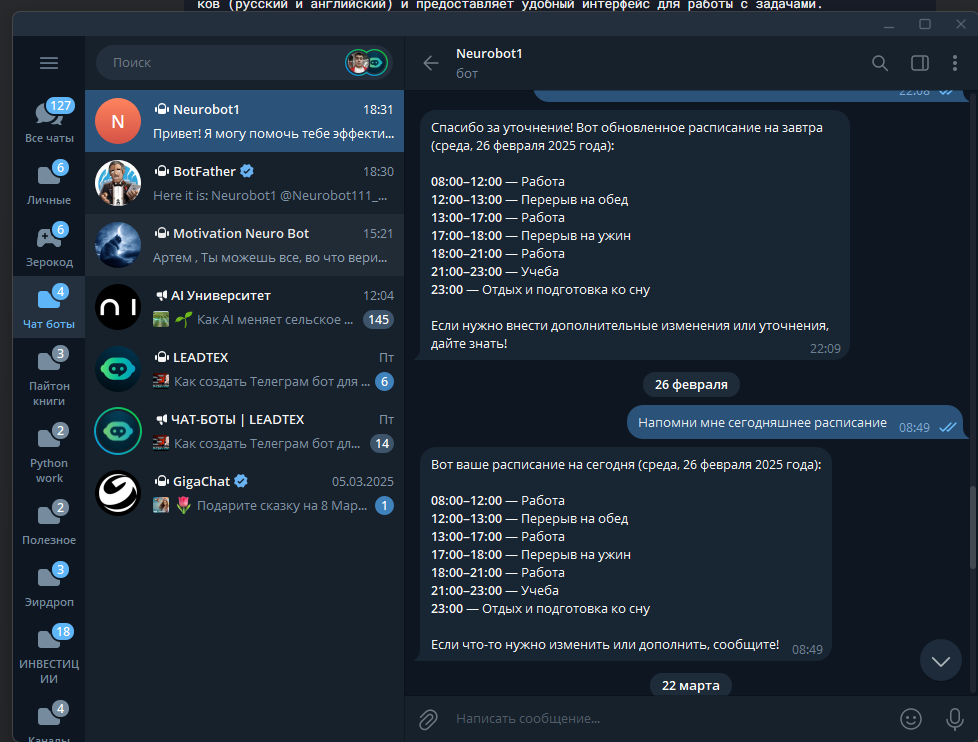 ков (русский и английский) и предоставляет удобный интерфейс для работы с задачами.
Поиск
127
Все чаты
6
Личные
6
Зерокод
4
Чат боты
3
Пайтон
книги
2
Python
work
2
Полезное
3
Эирдроп
18
ИНВЕСТИЦ
ИИ
4
Каналы
N
Neurobot1 18:31
Привет! Я могу помочь тебе эффекти...
BotFather 18:30
Here it is: Neurobot1 @Neurobot111_...
Motivation Neuro Bot 15:21
Артем , Ты можешь все, во что вери...
AI Университет 12:04
Как AI меняет сельское ... 145
LEADTEX Пт
Как создать Телеграм бот для ... 6
ЧАТ-БОТЫ | LEADTEX Пт
Как создать Телеграм бот дл... 14
GigaChat 05.03.2025
Подарите сказку на 8 Мар... 1
Neurobot1
бот
22:08
Спасибо за уточнение! Вот обновленное расписание на завтра
(среда, 26 февраля 2025 года):
08:00–12:00 — Работа
12:00–13:00 — Перерыв на обед
13:00–17:00 — Работа
17:00–18:00 — Перерыв на ужин
18:00–21:00 — Работа
21:00–23:00 — Учеба
23:00 — Отдых и подготовка ко сну
Если нужно внести дополнительные изменения или уточнения,
дайте знать! 22:09
26 февраля
Напомни мне сегодняшнее расписание 08:49
Вот ваше расписание на сегодня (среда, 26 февраля 2025 года):
08:00–12:00 — Работа
12:00–13:00 — Перерыв на обед
13:00–17:00 — Работа
17:00–18:00 — Перерыв на ужин
18:00–21:00 — Работа
21:00–23:00 — Учеба
23:00 — Отдых и подготовка ко сну
Если что-то нужно изменить или дополнить, сообщите! 08:49
22 марта
Написать сообщение...